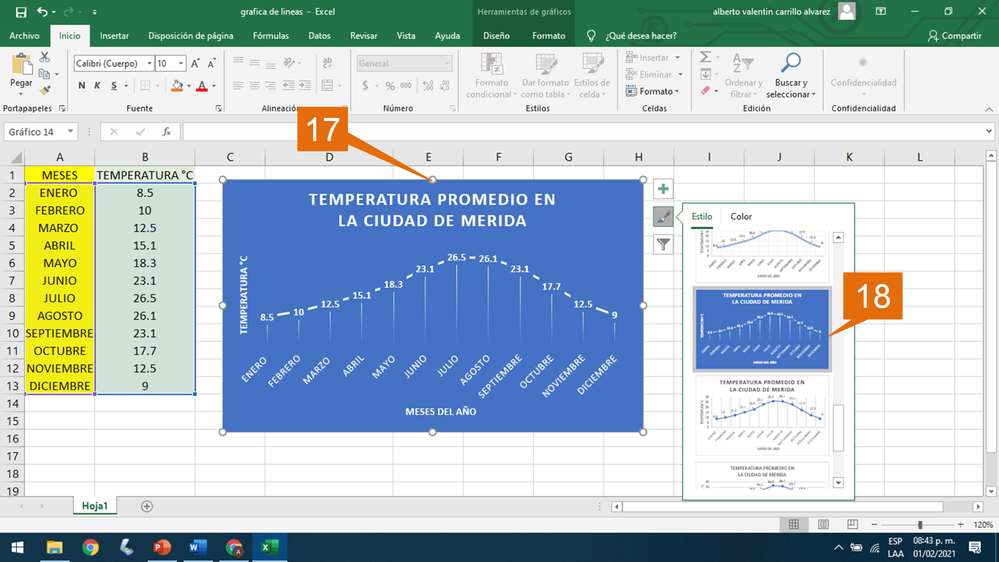 grafica de lineas - Excel
Herramientas de gráficos
alberto valentin carrillo alvarez
Archivo Inicio Insertar Disposición de página Fórmulas Datos Revisar Vista Ayuda Diseño Formato ¿Qué desea hacer? Compartir
Pegar
Portapapeles
Calibri (Cuerpo) 10
N K S
Fuente
Alineación
General
$ % 000
Número
Formato condicional
Dar formato como tabla
Estilos de celda
Estilos
Insertar
Eliminar
Formato
Celdas
Ordenar y filtrar
Buscar y seleccionar
Edición
Confidencialidad
Confidencialidad
Gráfico 14
fx
17
A B C D E F G H I J K L
1 MESES TEMPERATURA °C
2 ENERO 8.5
3 FEBRERO 10
4 MARZO 12.5
5 ABRIL 15.1
6 MAYO 18.3
7 JUNIO 23.1
8 JULIO 26.5
9 AGOSTO 26.1
10 SEPTIEMBRE 23.1
11 OCTUBRE 17.7
12 NOVIEMBRE 12.5
13 DICIEMBRE 9
14
15
16
17
18
19
TEMPERATURA PROMEDIO EN
LA CIUDAD DE MERIDA
TEMPERATURA °C
8.5 10 12.5 15.1 18.3 23.1 26.5 26.1 23.1 17.7 12.5 9
ENERO FEBRERO MARZO ABRIL MAYO JUNIO JULIO AGOSTO SEPTIEMBRE OCTUBRE NOVIEMBRE DICIEMBRE
MESES DEL AÑO
Estilo Color
MESES DEL AÑO
18
TEMPERATURA PROMEDIO EN
LA CIUDAD DE MERIDA
MESES DEL AÑO
TEMPERATURA PROMEDIO EN
LA CIUDAD DE MERIDA
MESES DEL AÑO
TEMPERATURA PROMEDIO EN
LA CIUDAD DE MERIDA
Hoja1
120%
ESP
LAA
08:43 p. m.
01/02/2021